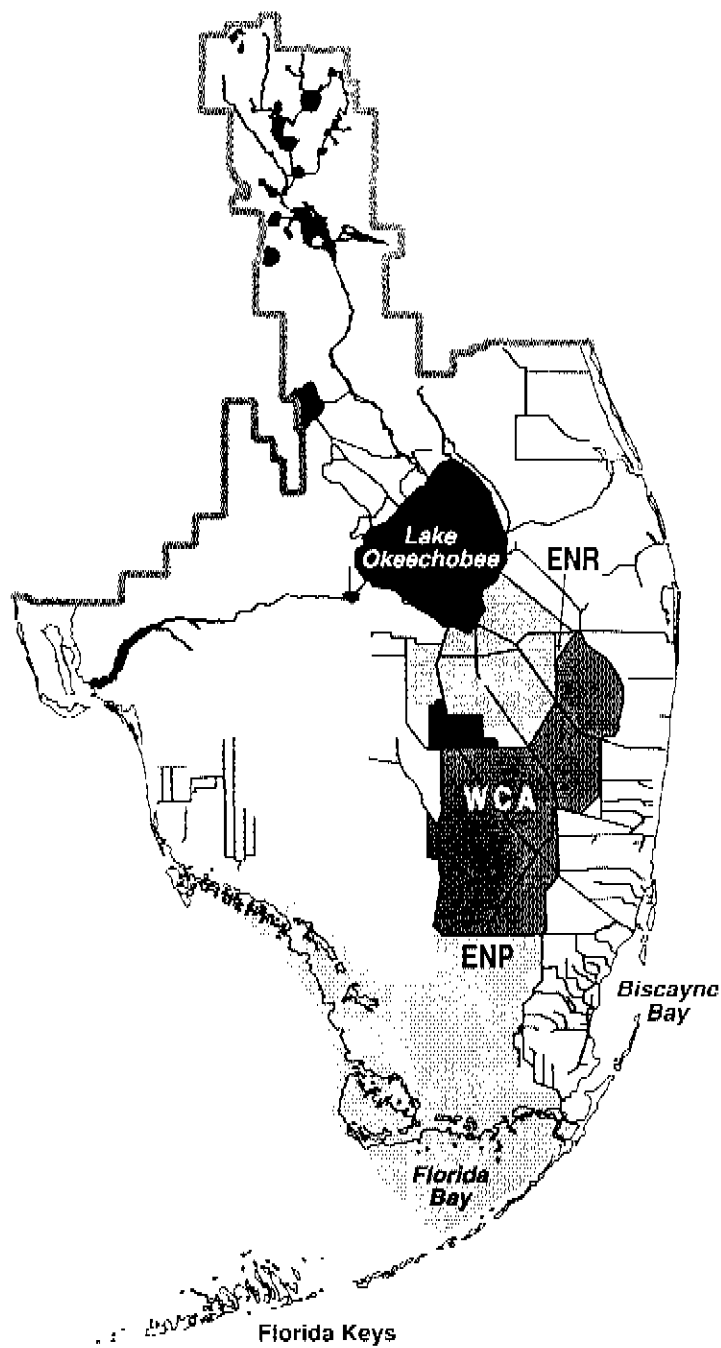 Lake
Okeechobee
ENR
WCA
ENP
Biscayne
Bay
Florida
Bay
Florida Keys